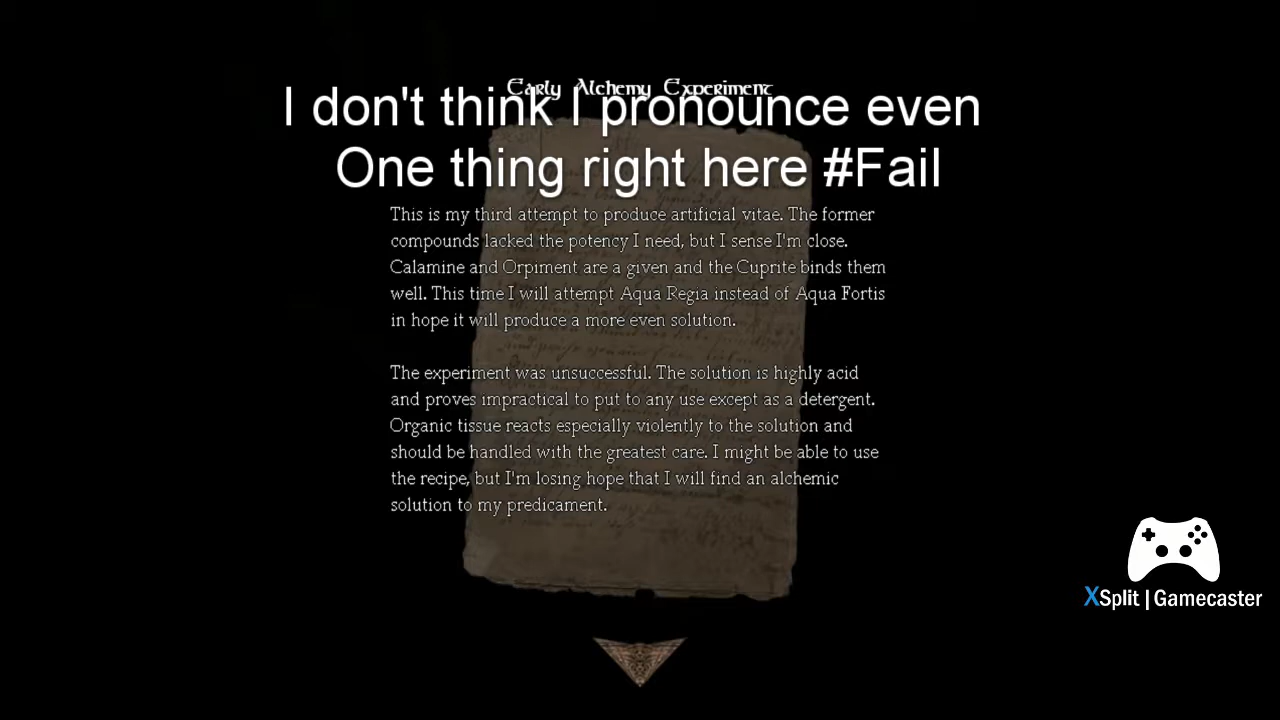 Early Alchemy Experiment
I don't think I pronounce even
One thing right here #Fail
This is my third attempt to produce artificial vitae. The former
compounds lacked the potency I need, but I sense I'm close.
Calamine and Orpiment are a given and the Cuprite binds them
well. This time I will attempt Aqua Regia instead of Aqua Fortis
in hope it will produce a more even solution.
The experiment was unsuccessful. The solution is highly acid
and proves impractical to put to any use except as a detergent.
Organic tissue reacts especially violently to the solution and
should be handled with the greatest care. I might be able to use
the recipe, but I'm losing hope that I will find an alchemic
solution to my predicament.
XSplit | Gamecaster